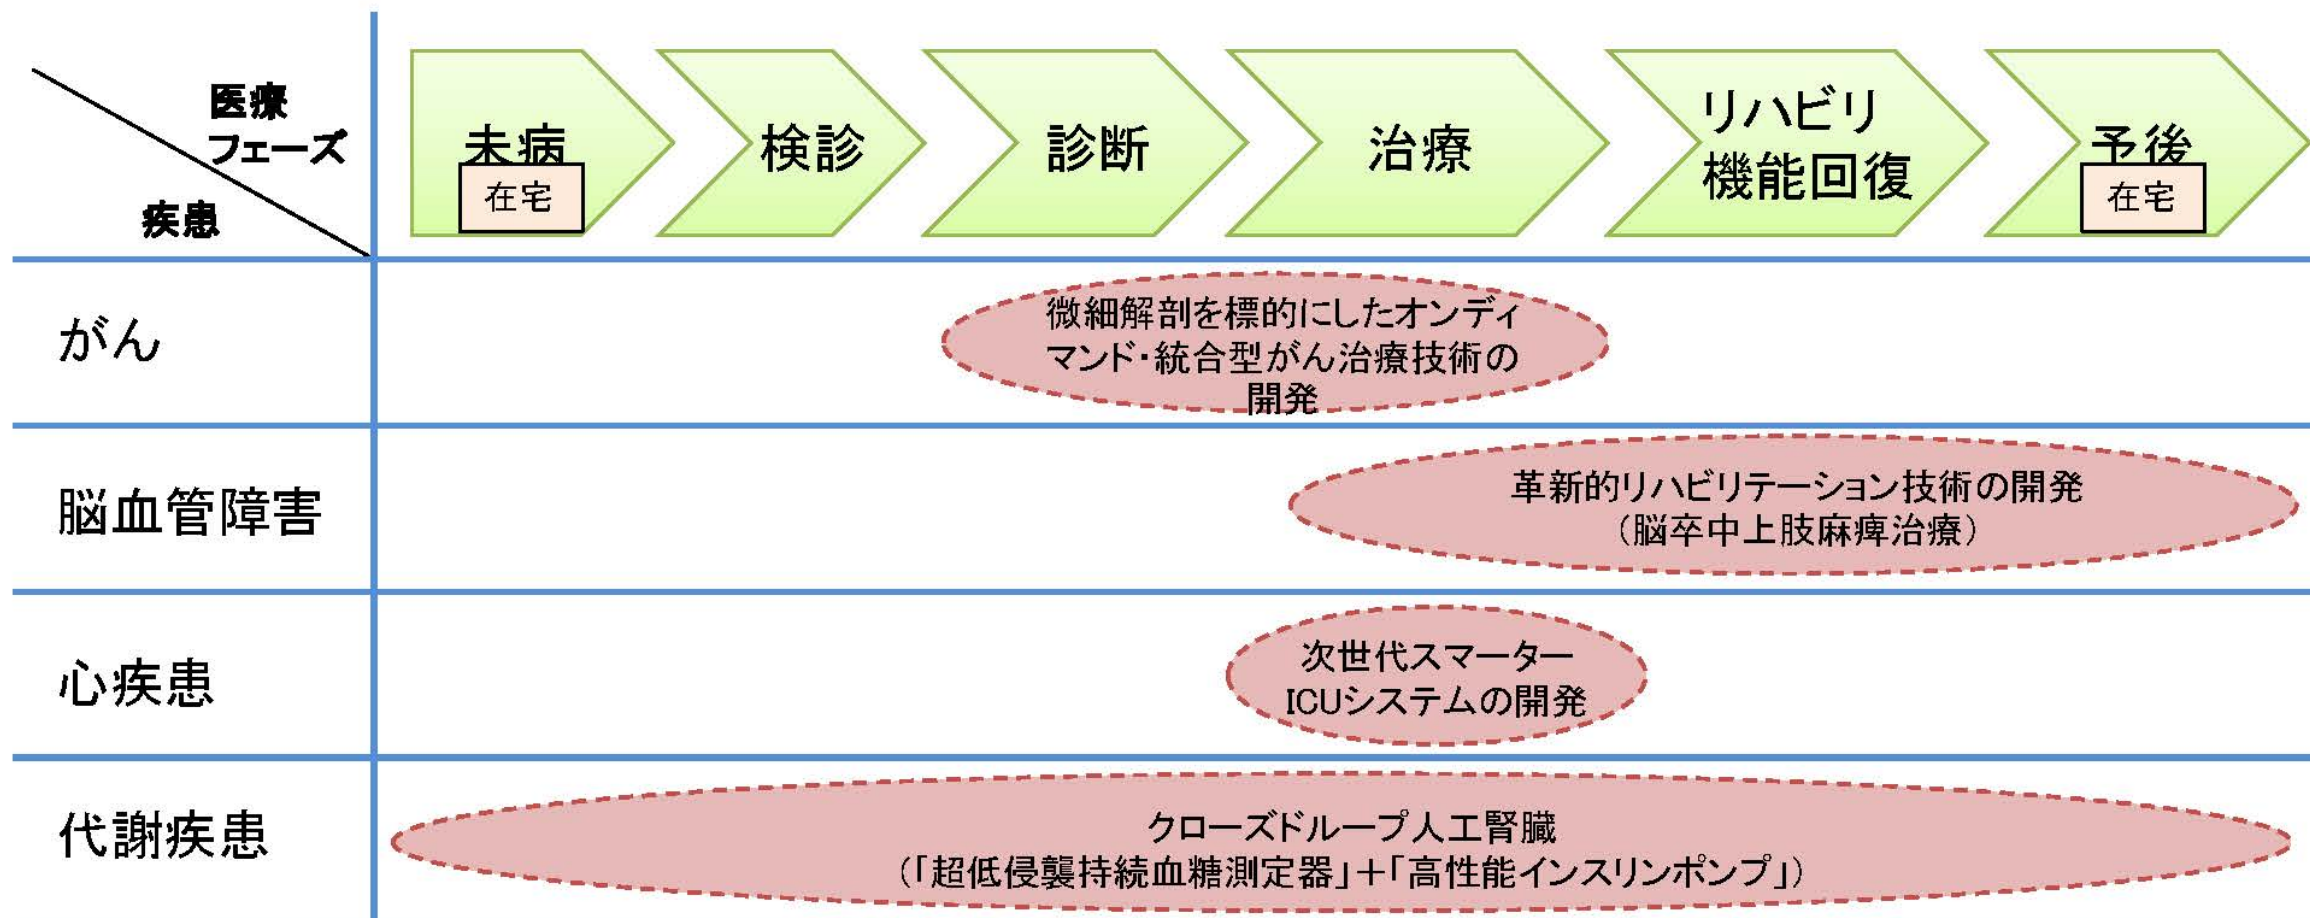 医療
フェーズ
疾患
未病
在宅
検診
診断
治療
リハビリ
機能回復
予後
在宅
がん
微細解剖を標的にしたオンディ
マンド・統合型がん治療技術の
開発
脳血管障害
革新的リハビリテーション技術の開発
（脳卒中上肢麻痺治療）
心疾患
次世代スマーター
ICUシステムの開発
代謝疾患
クローズドループ人工腎臓
（「超低侵襲持続血糖測定器」＋「高性能インスリンポンプ」）